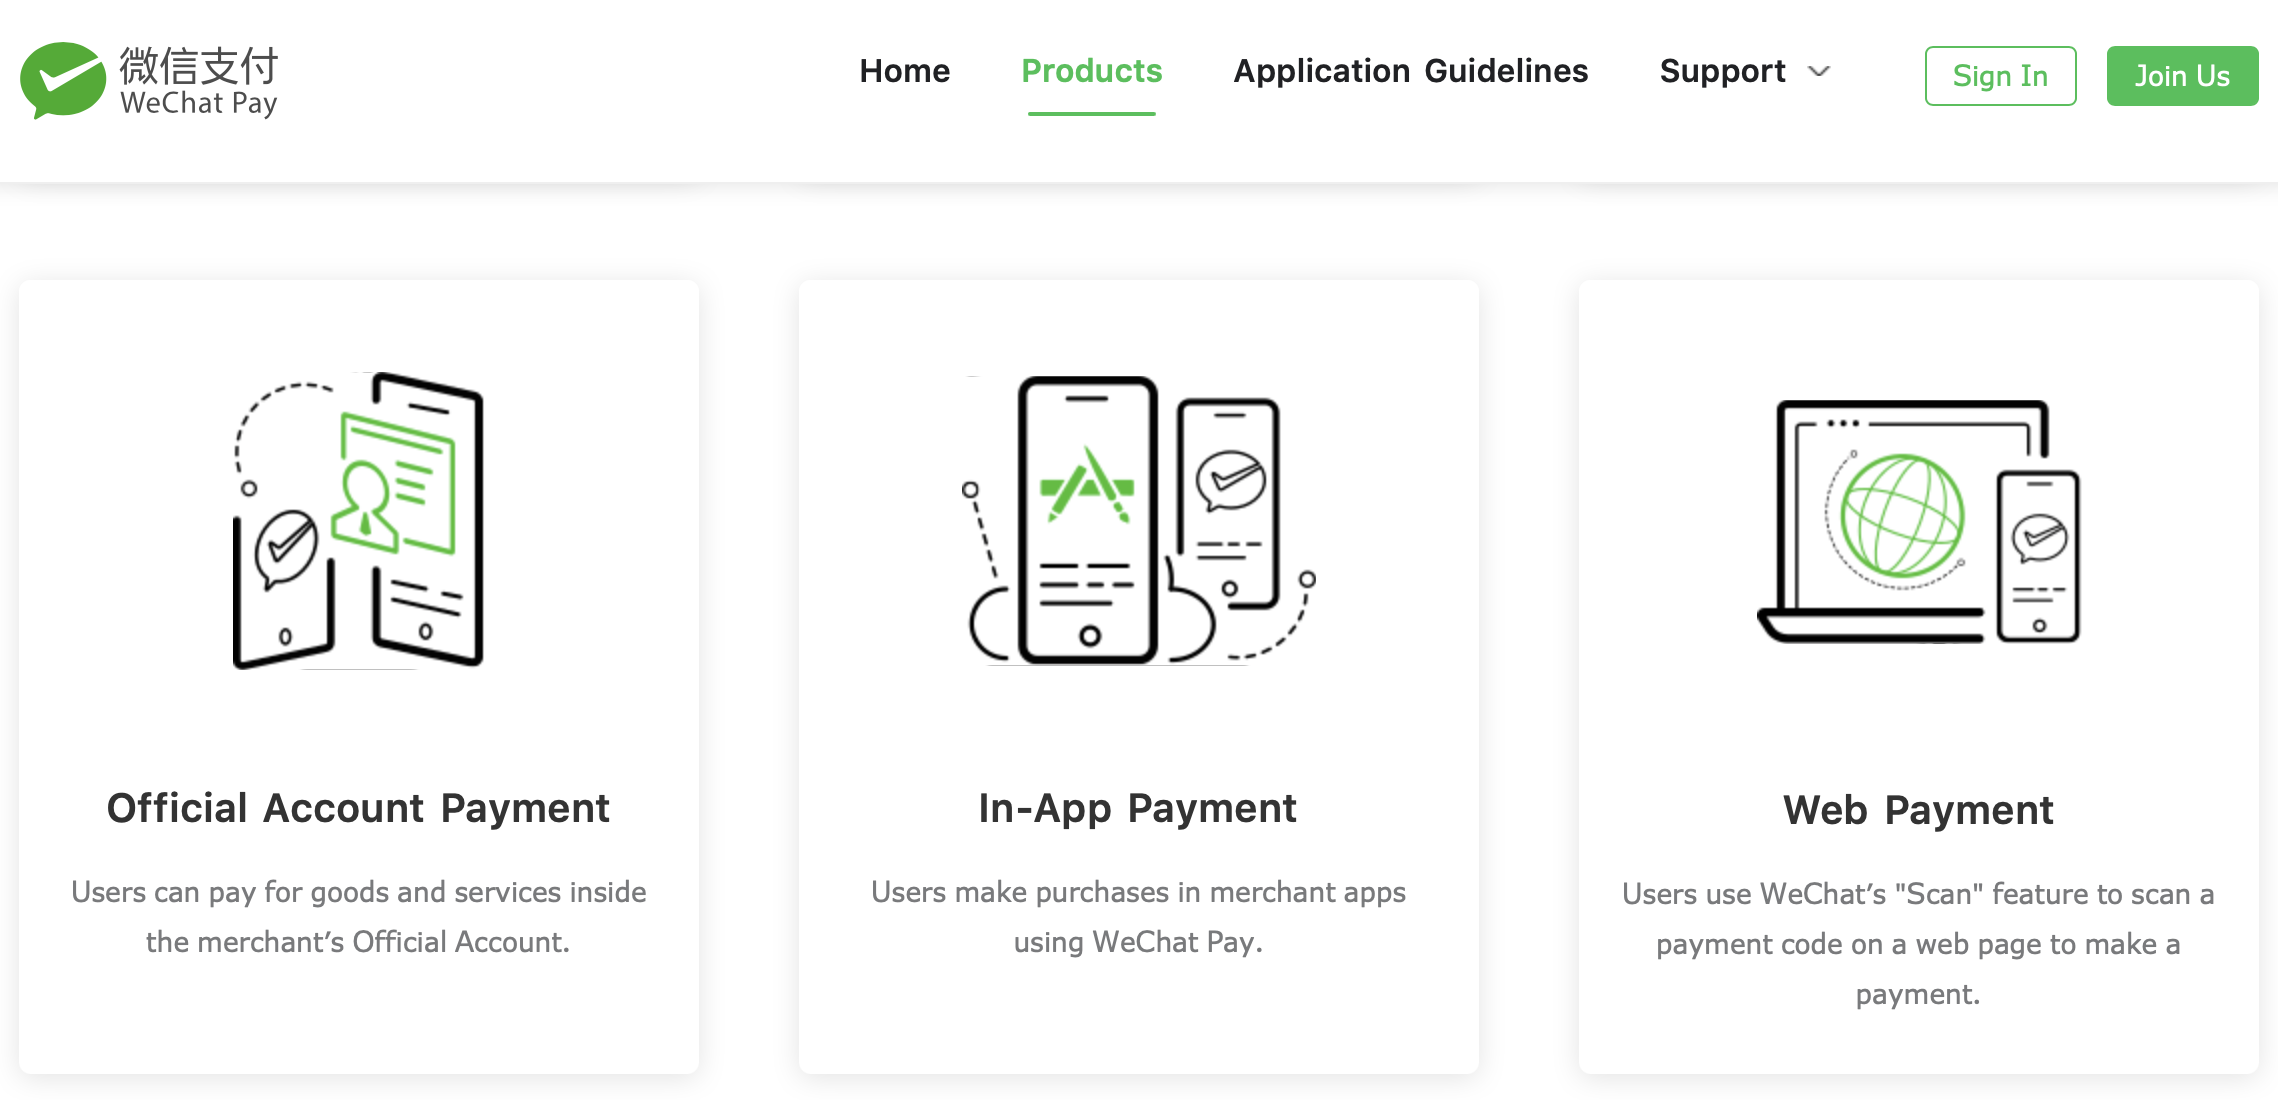 微信支付
WeChat Pay
Home Products Application Guidelines Support Sign In Join Us
Official Account Payment
Users can pay for goods and services inside
the merchant’s Official Account.
In-App Payment
Users make purchases in merchant apps
using WeChat Pay.
Web Payment
Users use WeChat’s "Scan" feature to scan a
payment code on a web page to make a
payment.